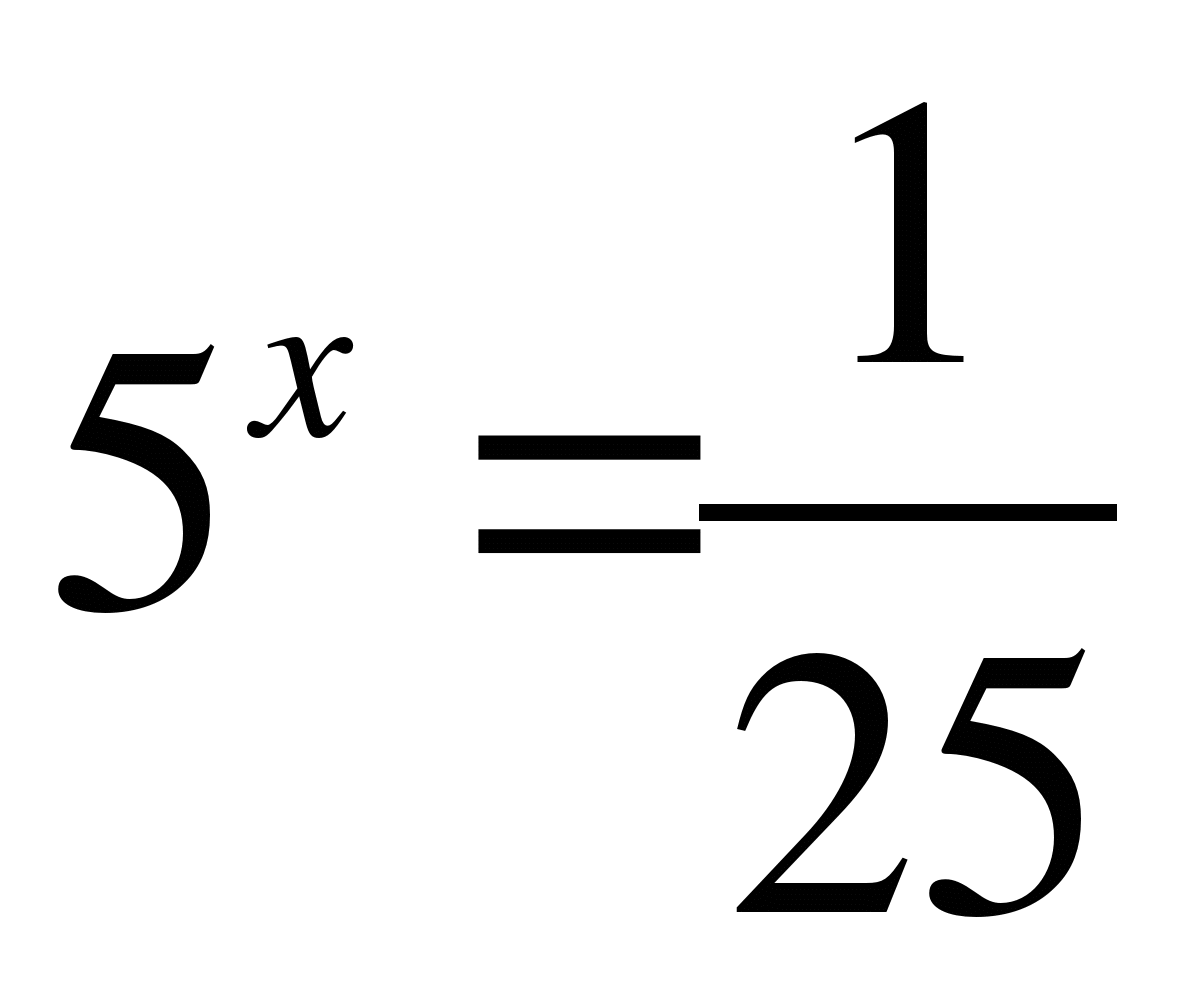 5^x = 1/25